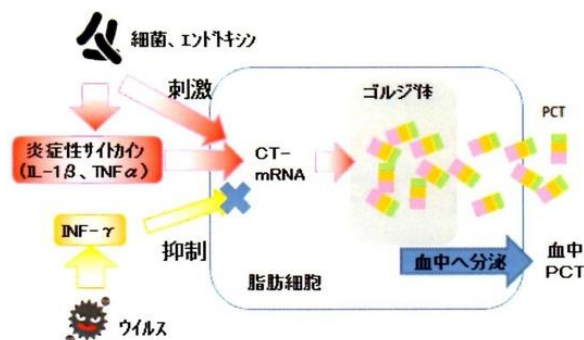 細菌、エンドトキシン
刺激
ゴルジ体
PCT
炎症性サイトカイン
(IL-1β、TNFα)
CT-
mRNA
INF-γ
抑制
血中へ分泌
血中
PCT
脂肪細胞
ウイルス